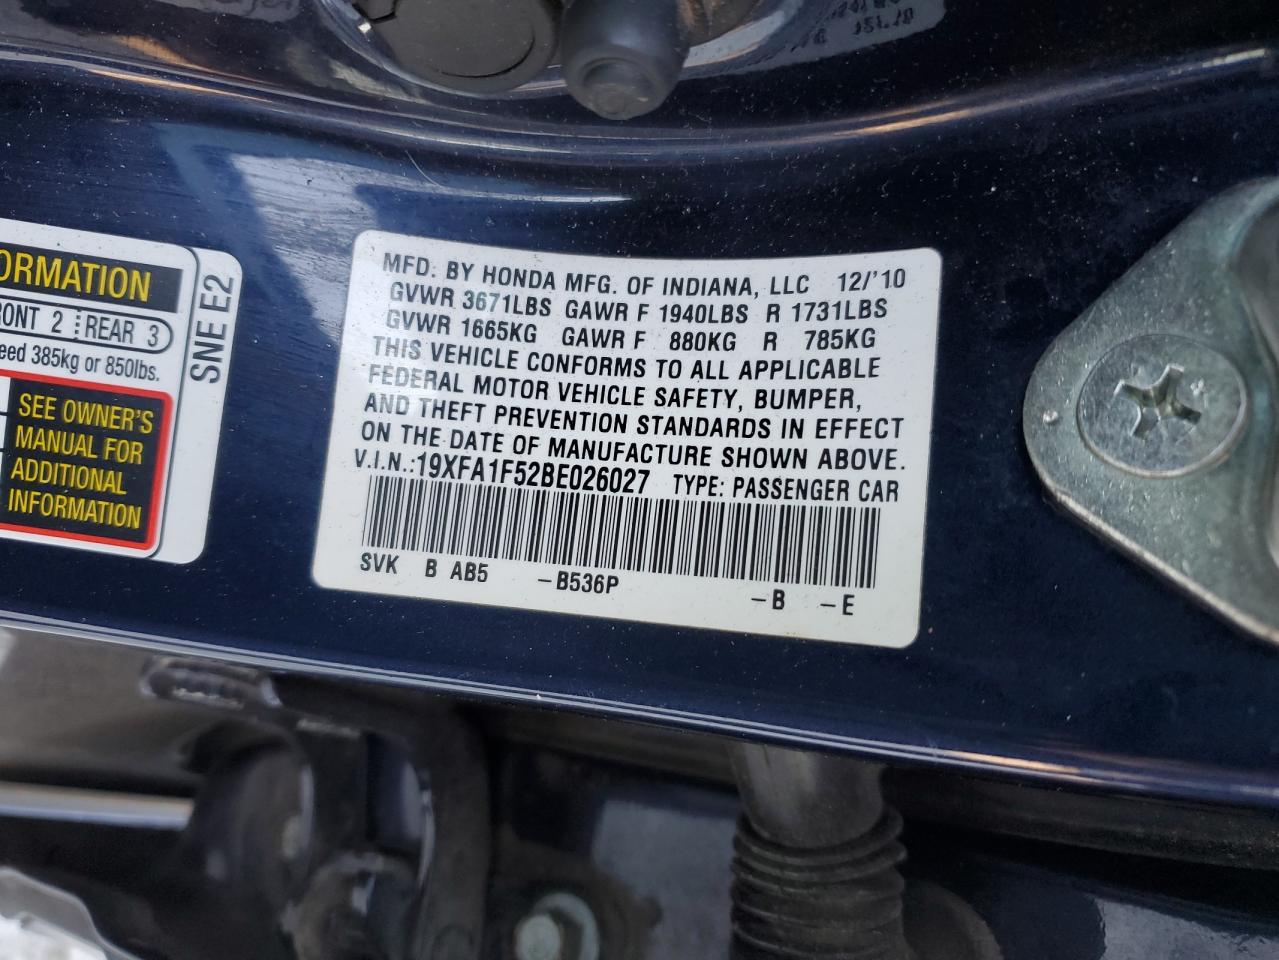 ORMATION
RONT 2 REAR 3
eed 385kg or 850lbs.
SEE OWNER'S
MANUAL FOR
ADDITIONAL
INFORMATION
SNE E2
MFD. BY HONDA MFG. OF INDIANA, LLC 12/'10
GVWR 3671LBS GAWR F 1940LBS R 1731LBS
GVWR 1665KG GAWR F 880KG R 785KG
THIS VEHICLE CONFORMS TO ALL APPLICABLE
FEDERAL MOTOR VEHICLE SAFETY, BUMPER,
AND THEFT PREVENTION STANDARDS IN EFFECT
ON THE DATE OF MANUFACTURE SHOWN ABOVE.
V.I.N.:19XFA1F52BE026027 TYPE: PASSENGER CAR
SVK B AB5 -B536P -B -E